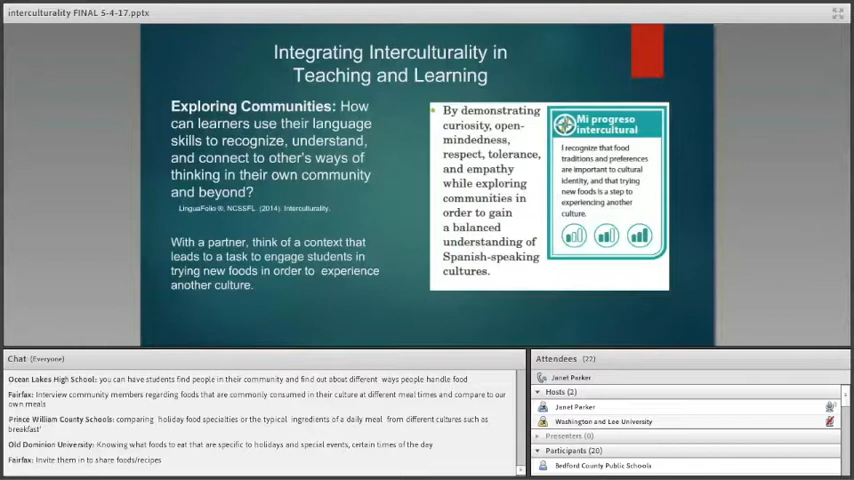 interculturality FINAL 5-4-17.pptx
Integrating Interculturality in
Teaching and Learning
Exploring Communities: How
can learners use their language
skills to recognize, understand,
and connect to other's ways of
thinking in their own community
and beyond?
LinguaFolio III, NCSSFL (2014) Interculturality.
With a partner, think of a context that
leads to a task to engage students in
trying new foods in order to experience
another culture.
By demonstrating
curiosity, open-
mindedness,
respect, tolerance,
and empathy
while exploring
communities in
order to gain
a balanced
understanding of
Spanish-speaking
cultures.
Mi progreso
intercultural
I recognize that food
traditions and preferences
are important to cultural
identity, and that trying
new foods is a step to
experiencing another
culture.
Chat (Everyone)
Ocean Lakes High School: you can have students find people in their community and find out about different ways people handle food
Fairfax: Interview community members regarding foods that are commonly consumed in their culture at different meal times and compare to our
own meals
Prince William County Schools: comparing holiday food specialties or the typical ingredients of a daily meal from different cultures such as
breakfast'
Old Dominion University: Knowing what foods to eat that are specific to holidays and special events, certain times of the day
Fairfax: Invite them in to share foods/recipes
Attendees (22)
Janet Parker
Hosts (2)
Janet Parker
Washington and Lee University
Presenters (0)
Participants (20)
Bedford County Public Schools